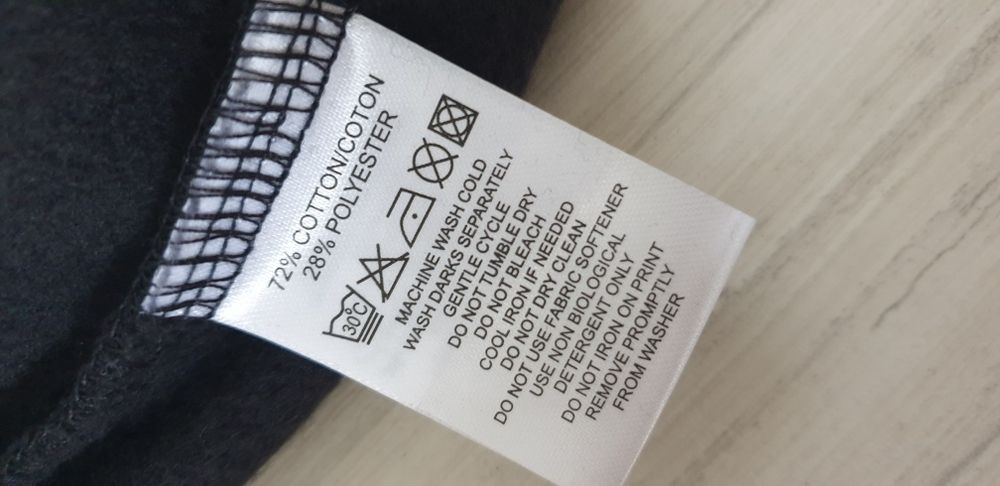 72% COTTON/COTON
28% POLYESTER
30°C
MACHINE WASH COLD
WASH DARKS SEPARATELY
GENTLE CYCLE
DO NOT TUMBLE DRY
DO NOT BLEACH
COOL IRON IF NEEDED
DO NOT DRY CLEAN
DO NOT USE FABRIC SOFTENER
USE NON BIOLOGICAL
DETERGENT ONLY
DO NOT IRON ON PRINT
REMOVE PROMPTLY
FROM WASHER